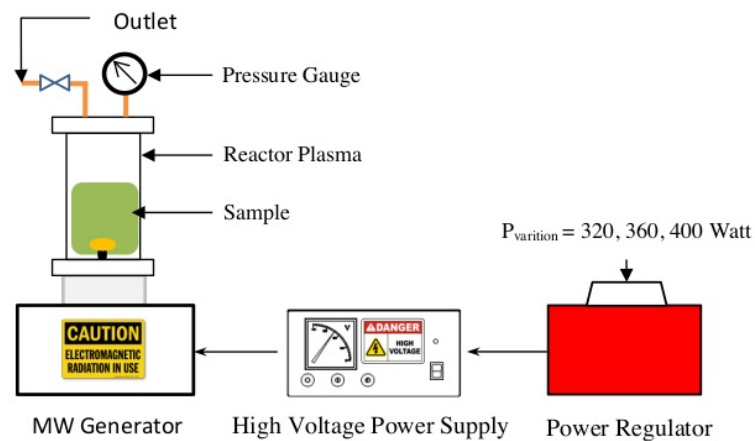 Outlet
Pressure Gauge
Reactor Plasma
Sample
P_varition = 320, 360, 400 Watt
CAUTION
ELECTROMAGNETIC
RADIATION IN USE
V
DANGER
HIGH
VOLTAGE
MW Generator
High Voltage Power Supply
Power Regulator